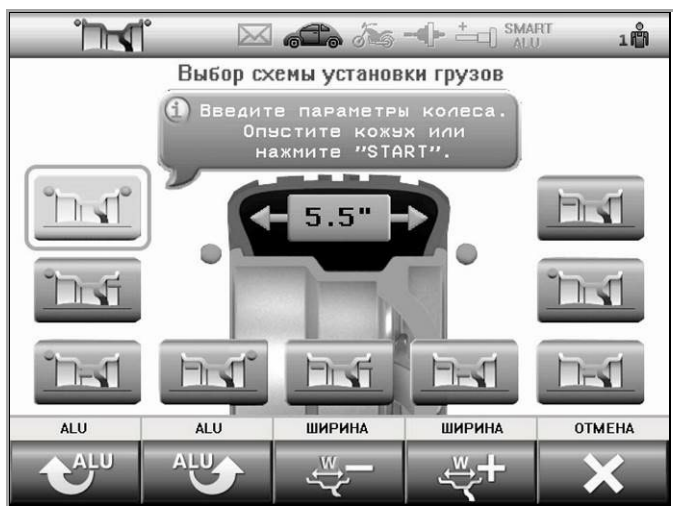 SMART
ALU
1
Выбор схемы установки грузов
i Введите параметры колеса.
Опустите кожух или
нажмите "START".
5.5"
ALU ALU ШИРИНА ШИРИНА ОТМЕНА
ALU ALU W W